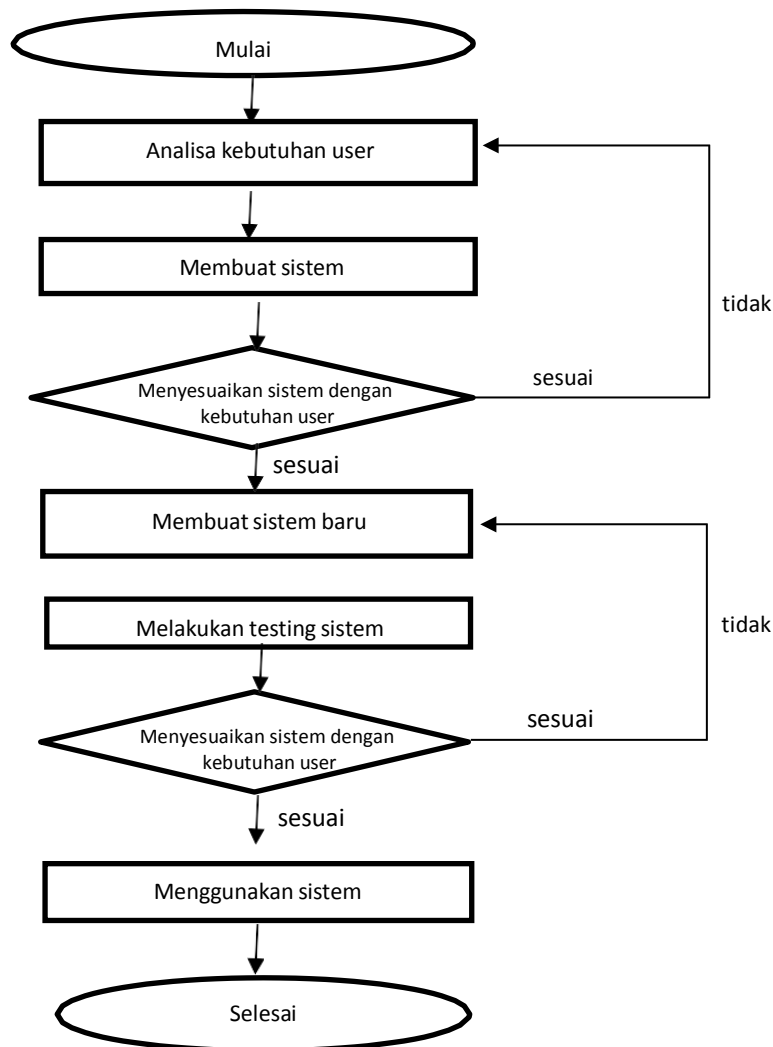 Mulai
Analisa kebutuhan user
Membuat sistem
tidak
Menyesuaikan sistem dengan
kebutuhan user
sesuai
sesuai
Membuat sistem baru
Melakukan testing sistem
tidak
Menyesuaikan sistem dengan
kebutuhan user
sesuai
sesuai
Menggunakan sistem
Selesai